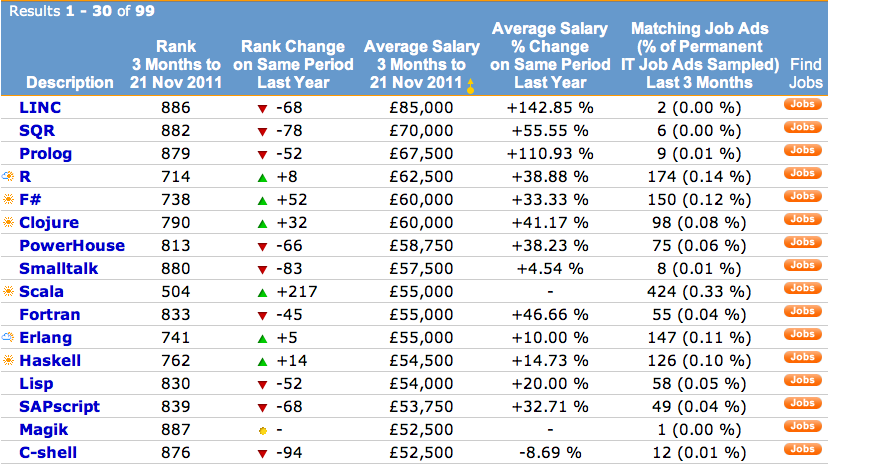 Results 1 - 30 of 99
Description Rank 3 Months to 21 Nov 2011 Rank Change on Same Period Last Year Average Salary 3 Months to 21 Nov 2011 Average Salary % Change on Same Period Last Year Matching Job Ads (% of Permanent IT Job Ads Sampled) Last 3 Months Find Jobs
LINC 886 -68 £85,000 +142.85 % 2 (0.00 %) Jobs
SQR 882 -78 £70,000 +55.55 % 6 (0.00 %) Jobs
Prolog 879 -52 £67,500 +110.93 % 9 (0.01 %) Jobs
R 714 +8 £62,500 +38.88 % 174 (0.14 %) Jobs
F# 738 +52 £60,000 +33.33 % 150 (0.12 %) Jobs
Clojure 790 +32 £60,000 +41.17 % 98 (0.08 %) Jobs
PowerHouse 813 -66 £58,750 +38.23 % 75 (0.06 %) Jobs
Smalltalk 880 -83 £57,500 +4.54 % 8 (0.01 %) Jobs
Scala 504 +217 £55,000 - 424 (0.33 %) Jobs
Fortran 833 -45 £55,000 +46.66 % 55 (0.04 %) Jobs
Erlang 741 +5 £55,000 +10.00 % 147 (0.11 %) Jobs
Haskell 762 +14 £54,500 +14.73 % 126 (0.10 %) Jobs
Lisp 830 -52 £54,000 +20.00 % 58 (0.05 %) Jobs
SAPscript 839 -68 £53,750 +32.71 % 49 (0.04 %) Jobs
Magik 887 - £52,500 - 1 (0.00 %) Jobs
C-shell 876 -94 £52,500 -8.69 % 12 (0.01 %) Jobs